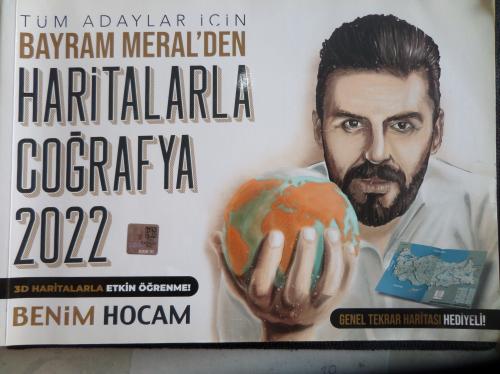 TÜM ADAYLAR İÇİN
BAYRAM MERAL'DEN
HARİTALARLA
COĞRAFYA
2022
3D HARİTALARLA ETKİN ÖĞRENME!
BENİM HOCAM
GENEL TEKRAR HARİTASI HEDİYELİ!